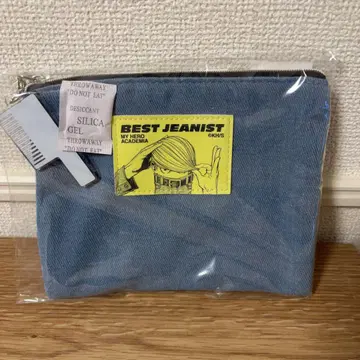 THROWAWAY
"DO NOT EAT"
DESICCANT
SILICA
GEL
THROWAWAY
"DO NOT EAT"
BEST JEANIST
MY HERO
ACADEMIA